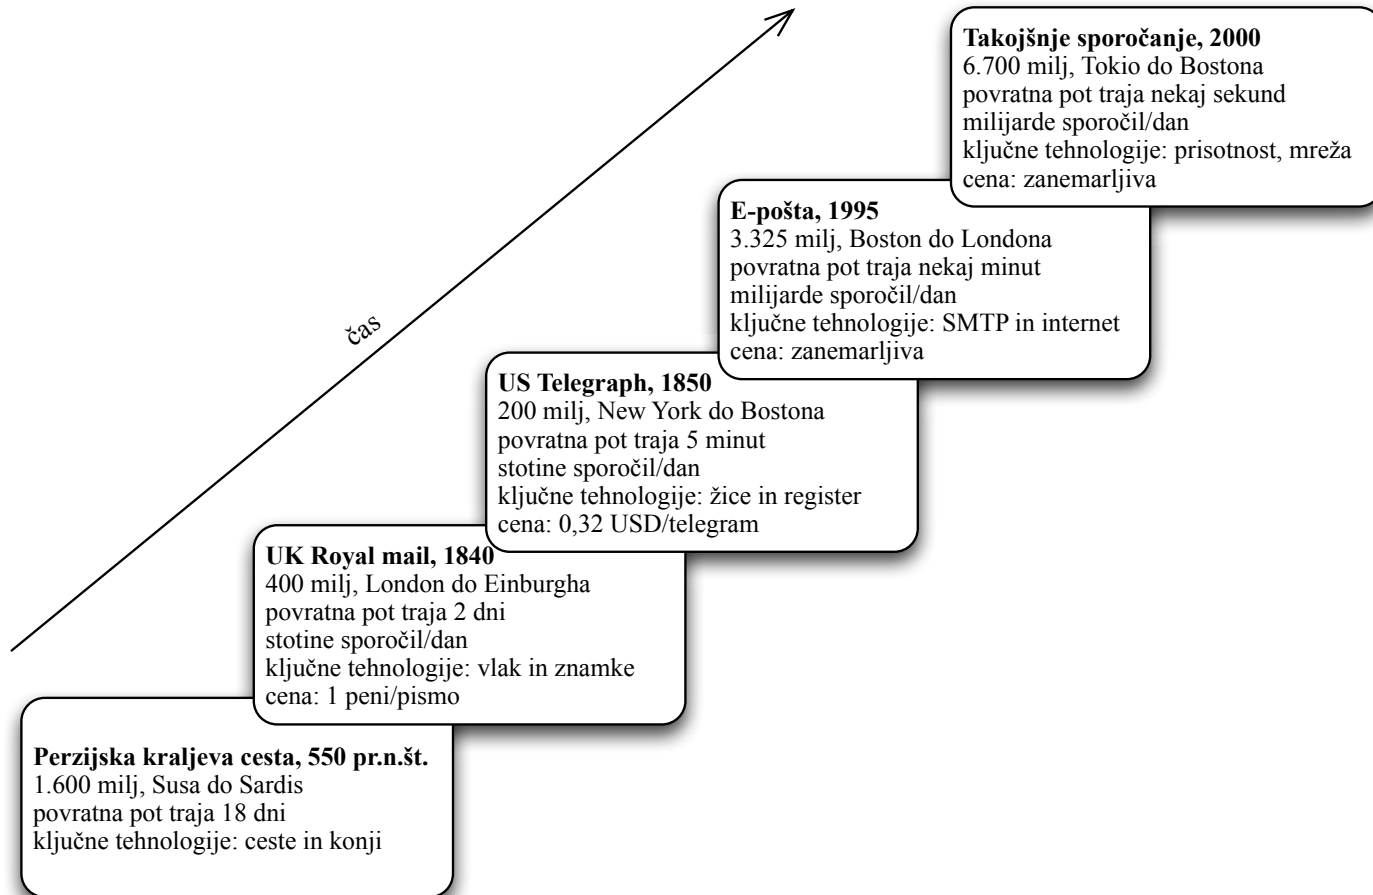 Takojšnje sporočanje, 2000
6.700 milj, Tokio do Bostona
povratna pot traja nekaj sekund
milijarde sporočil/dan
ključne tehnologije: prisotnost, mreža
cena: zanemarljiva
E-pošta, 1995
3.325 milj, Boston do Londona
povratna pot traja nekaj minut
milijarde sporočil/dan
ključne tehnologije: SMTP in internet
cena: zanemarljiva
čas
US Telegraph, 1850
200 milj, New York do Bostona
povratna pot traja 5 minut
stotine sporočil/dan
ključne tehnologije: žice in register
cena: 0,32 USD/telegram
UK Royal mail, 1840
400 milj, London do Einburgha
povratna pot traja 2 dni
stotine sporočil/dan
ključne tehnologije: vlak in znamke
cena: 1 peni/pismo
Perzijska kraljeva cesta, 550 pr.n.št.
1.600 milj, Susa do Sardis
povratna pot traja 18 dni
ključne tehnologije: ceste in konji